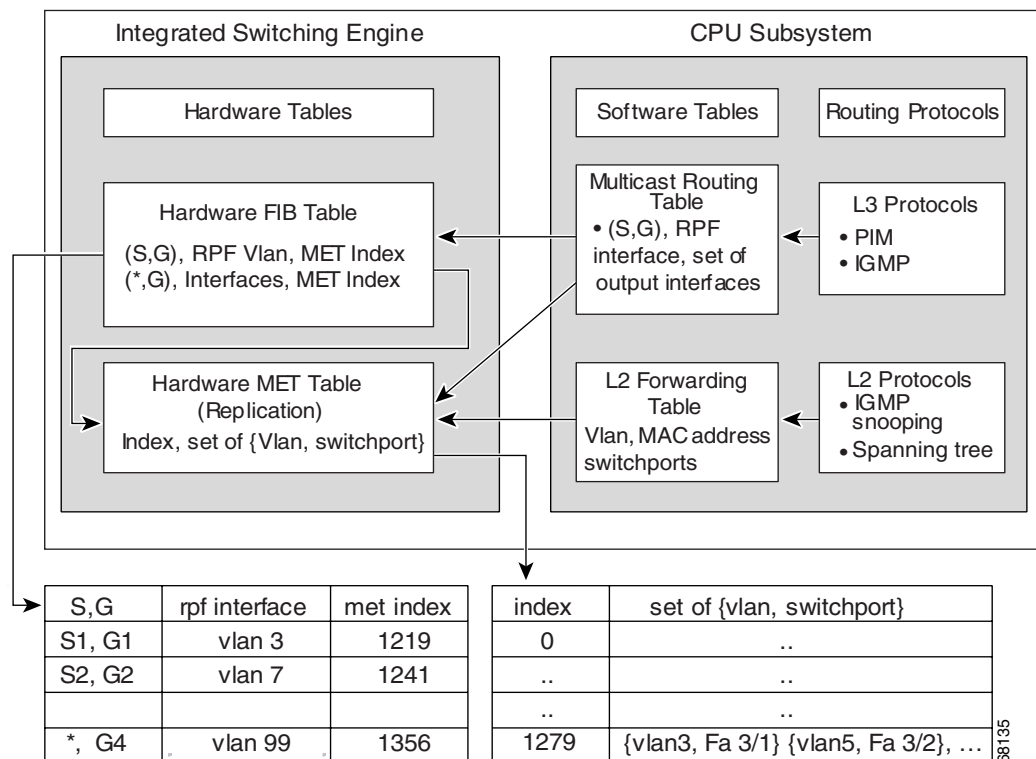 Integrated Switching Engine
CPU Subsystem
Hardware Tables
Software Tables
Routing Protocols
Hardware FIB Table
(S,G), RPF Vlan, MET Index
(*,G), Interfaces, MET Index
Multicast Routing
Table
• (S,G), RPF
interface, set of
output interfaces
L3 Protocols
• PIM
• IGMP
Hardware MET Table
(Replication)
Index, set of {Vlan, switchport}
L2 Forwarding
Table
Vlan, MAC address
switchports
L2 Protocols
• IGMP
snooping
• Spanning tree
S,G rpf interface met index
S1, G1 vlan 3 1219
S2, G2 vlan 7 1241
*, G4 vlan 99 1356
index set of {vlan, switchport}
0 ..
.. ..
.. ..
1279 {vlan3, Fa 3/1} {vlan5, Fa 3/2}, ...
68135